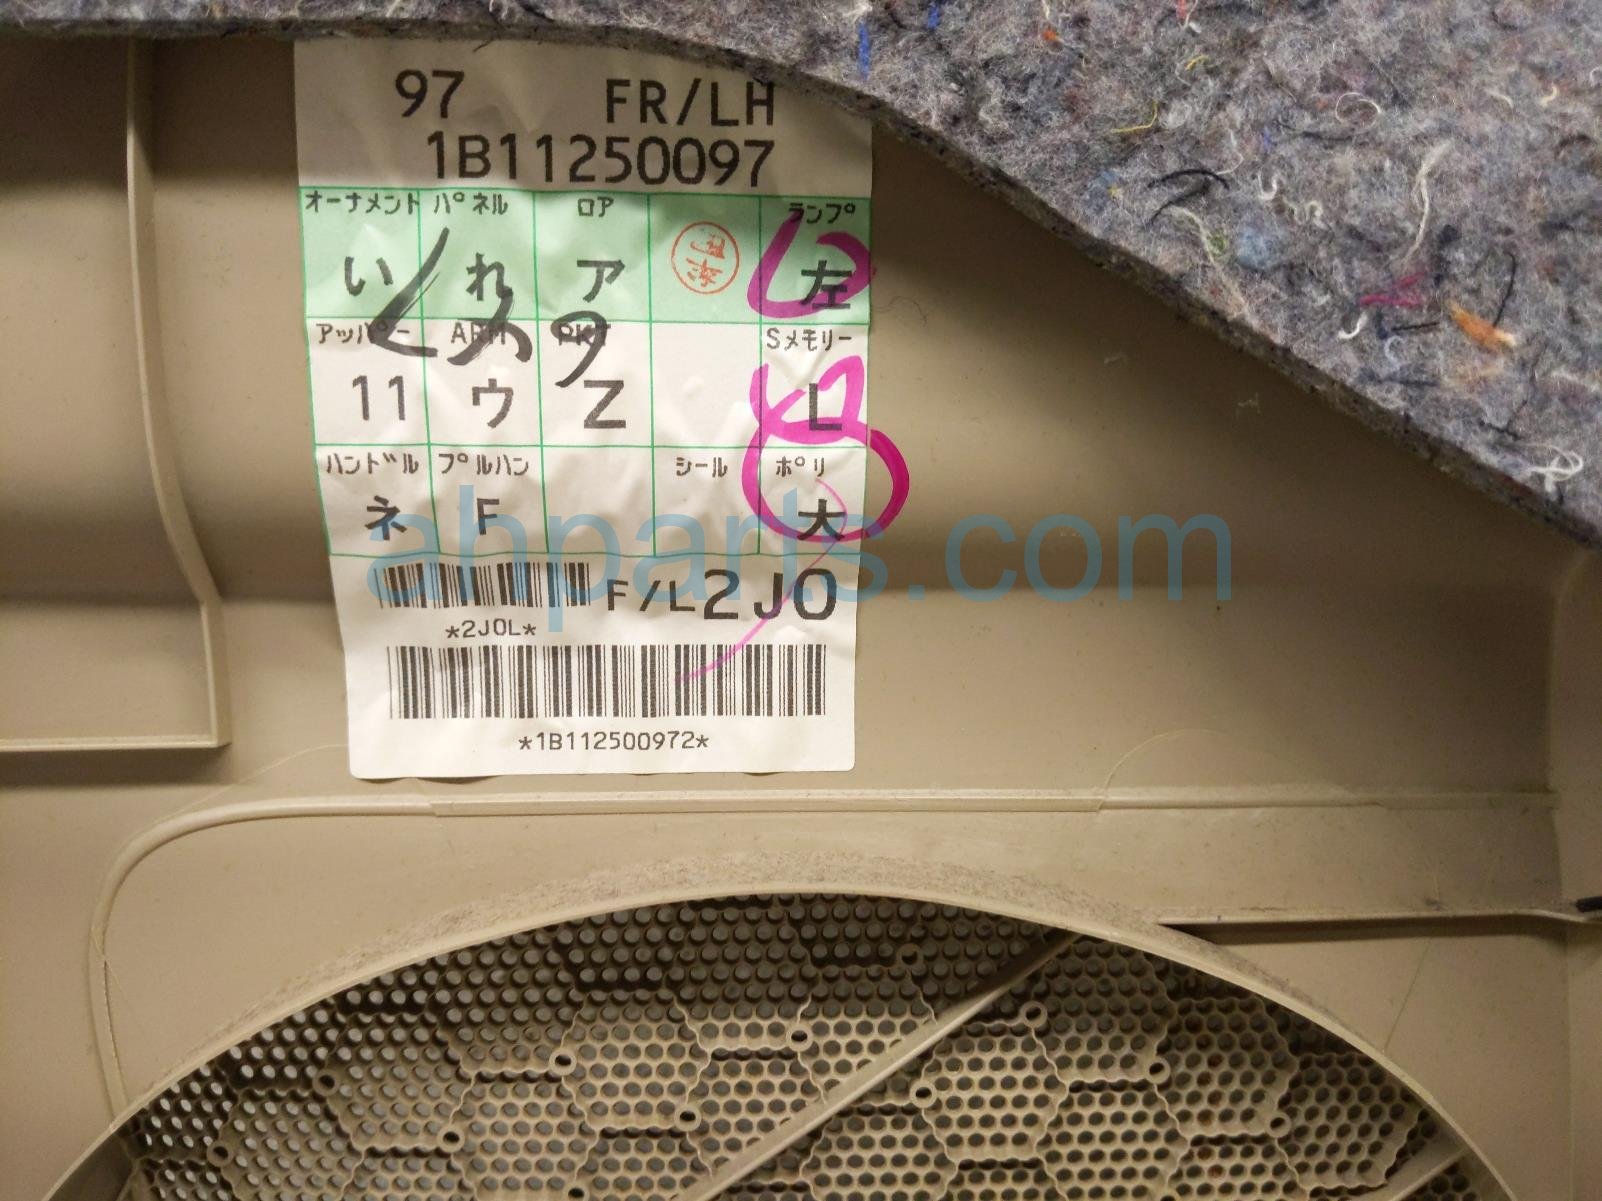 97 FR/LH
1B11250097
オーナメント パネル ロア ランプ
い れ ア 左
アッパー ARM PKT Sメモリー
11 ウ Z L
ハンドル プルハン シール ポリ
ネ F 大
ahparts.com
F/L2J0
*2J0L*
*1B112500972*